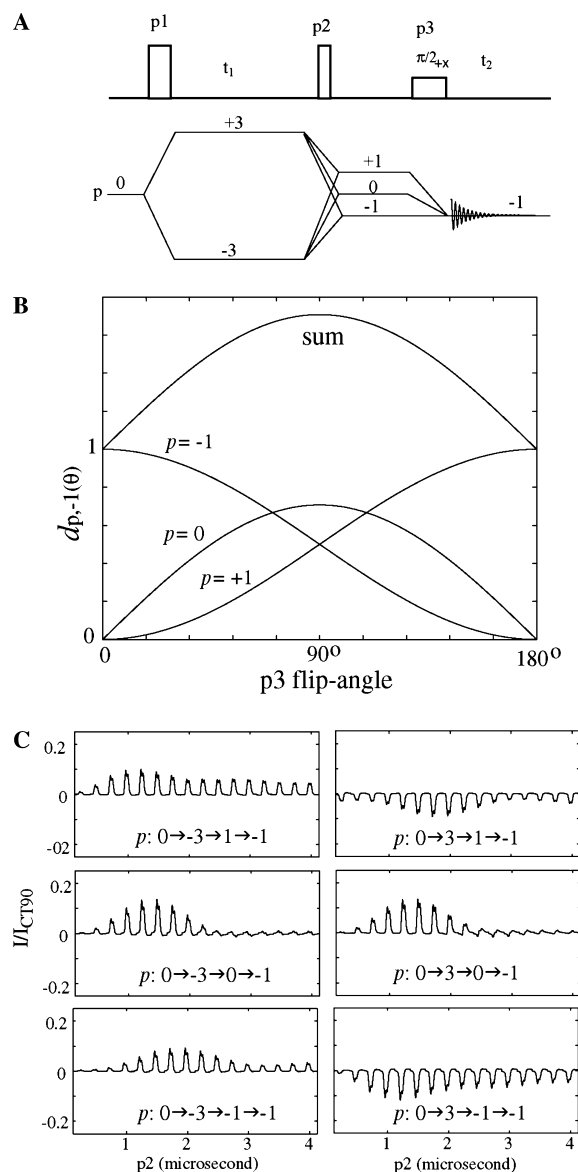 A
p1
p2
p3
t1
π/2+x
t2
+3
+1
p
0
0
-1
-1
-3
B
sum
1
p= -1
dp,-1(θ)
p= 0
p= +1
0
0
90o
180o
p3 flip-angle
C
0.2
0
-02
p: 0→-3→1→-1
p: 0→3→1→-1
I/ICT90
0.2
0
-0.2
p: 0→-3→0→-1
p: 0→3→0→-1
0.2
0
-0.2
p: 0→-3→-1→-1
p: 0→3→-1→-1
1 2 3 4
1 2 3 4
p2 (microsecond)
p2 (microsecond)